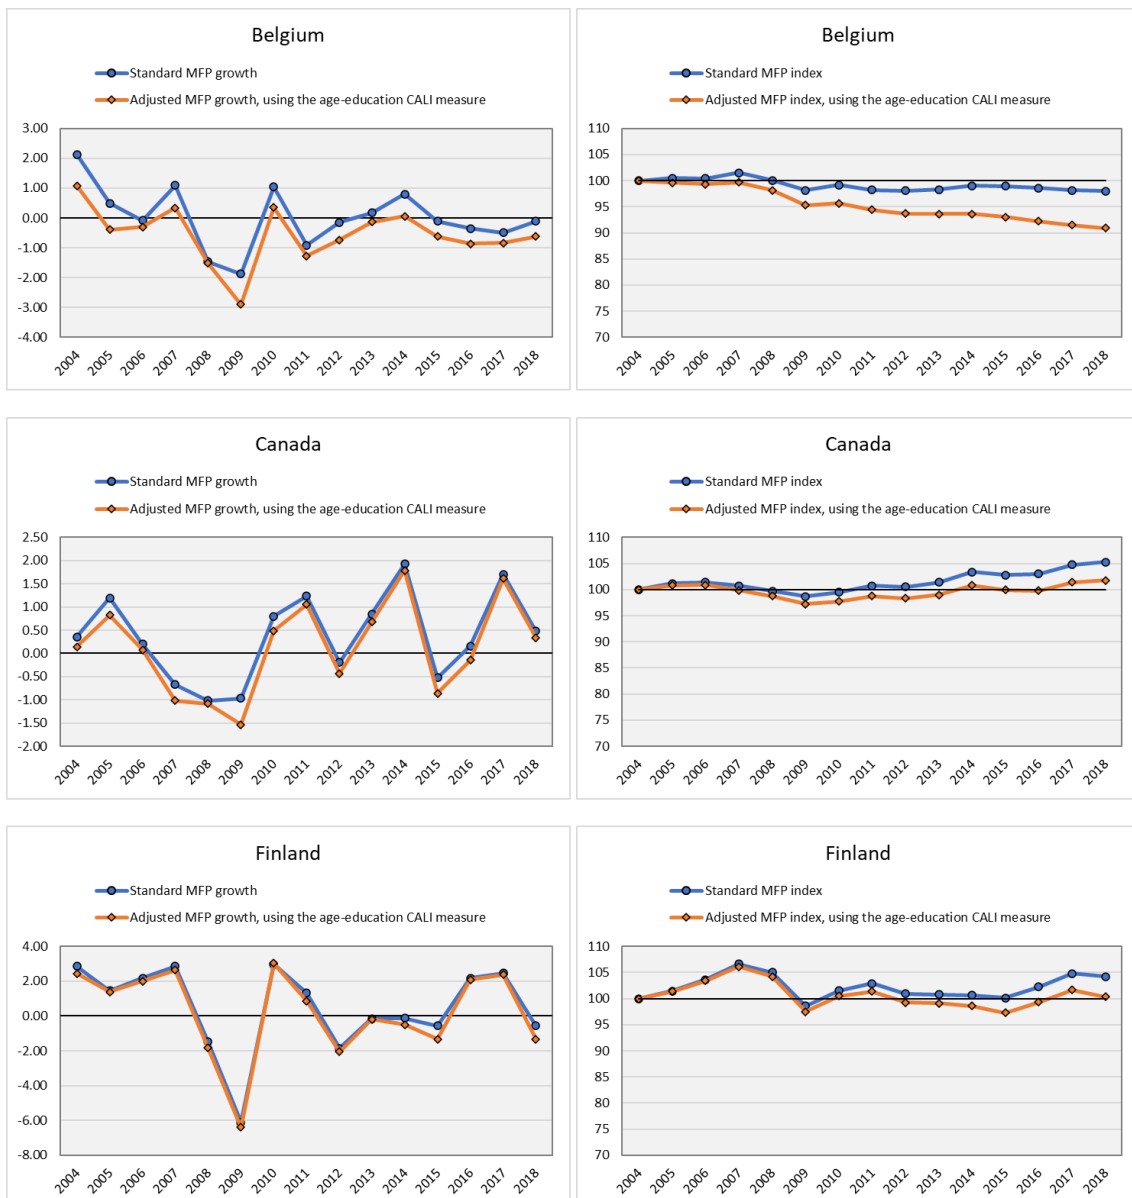 Belgium
Standard MFP growth
Adjusted MFP growth, using the age-education CALI measure
3.00
2.00
1.00
0.00
-1.00
-2.00
-3.00
-4.00
2004 2005 2006 2007 2008 2009 2010 2011 2012 2013 2014 2015 2016 2017 2018
Belgium
Standard MFP index
Adjusted MFP index, using the age-education CALI measure
110
105
100
95
90
85
80
75
70
2004 2005 2006 2007 2008 2009 2010 2011 2012 2013 2014 2015 2016 2017 2018
Canada
Standard MFP growth
Adjusted MFP growth, using the age-education CALI measure
2.50
2.00
1.50
1.00
0.50
0.00
-0.50
-1.00
-1.50
-2.00
2004 2005 2006 2007 2008 2009 2010 2011 2012 2013 2014 2015 2016 2017 2018
Canada
Standard MFP index
Adjusted MFP index, using the age-education CALI measure
110
105
100
95
90
85
80
75
70
2004 2005 2006 2007 2008 2009 2010 2011 2012 2013 2014 2015 2016 2017 2018
Finland
Standard MFP growth
Adjusted MFP growth, using the age-education CALI measure
4.00
2.00
0.00
-2.00
-4.00
-6.00
-8.00
2004 2005 2006 2007 2008 2009 2010 2011 2012 2013 2014 2015 2016 2017 2018
Finland
Standard MFP index
Adjusted MFP index, using the age-education CALI measure
110
105
100
95
90
85
80
75
70
2004 2005 2006 2007 2008 2009 2010 2011 2012 2013 2014 2015 2016 2017 2018